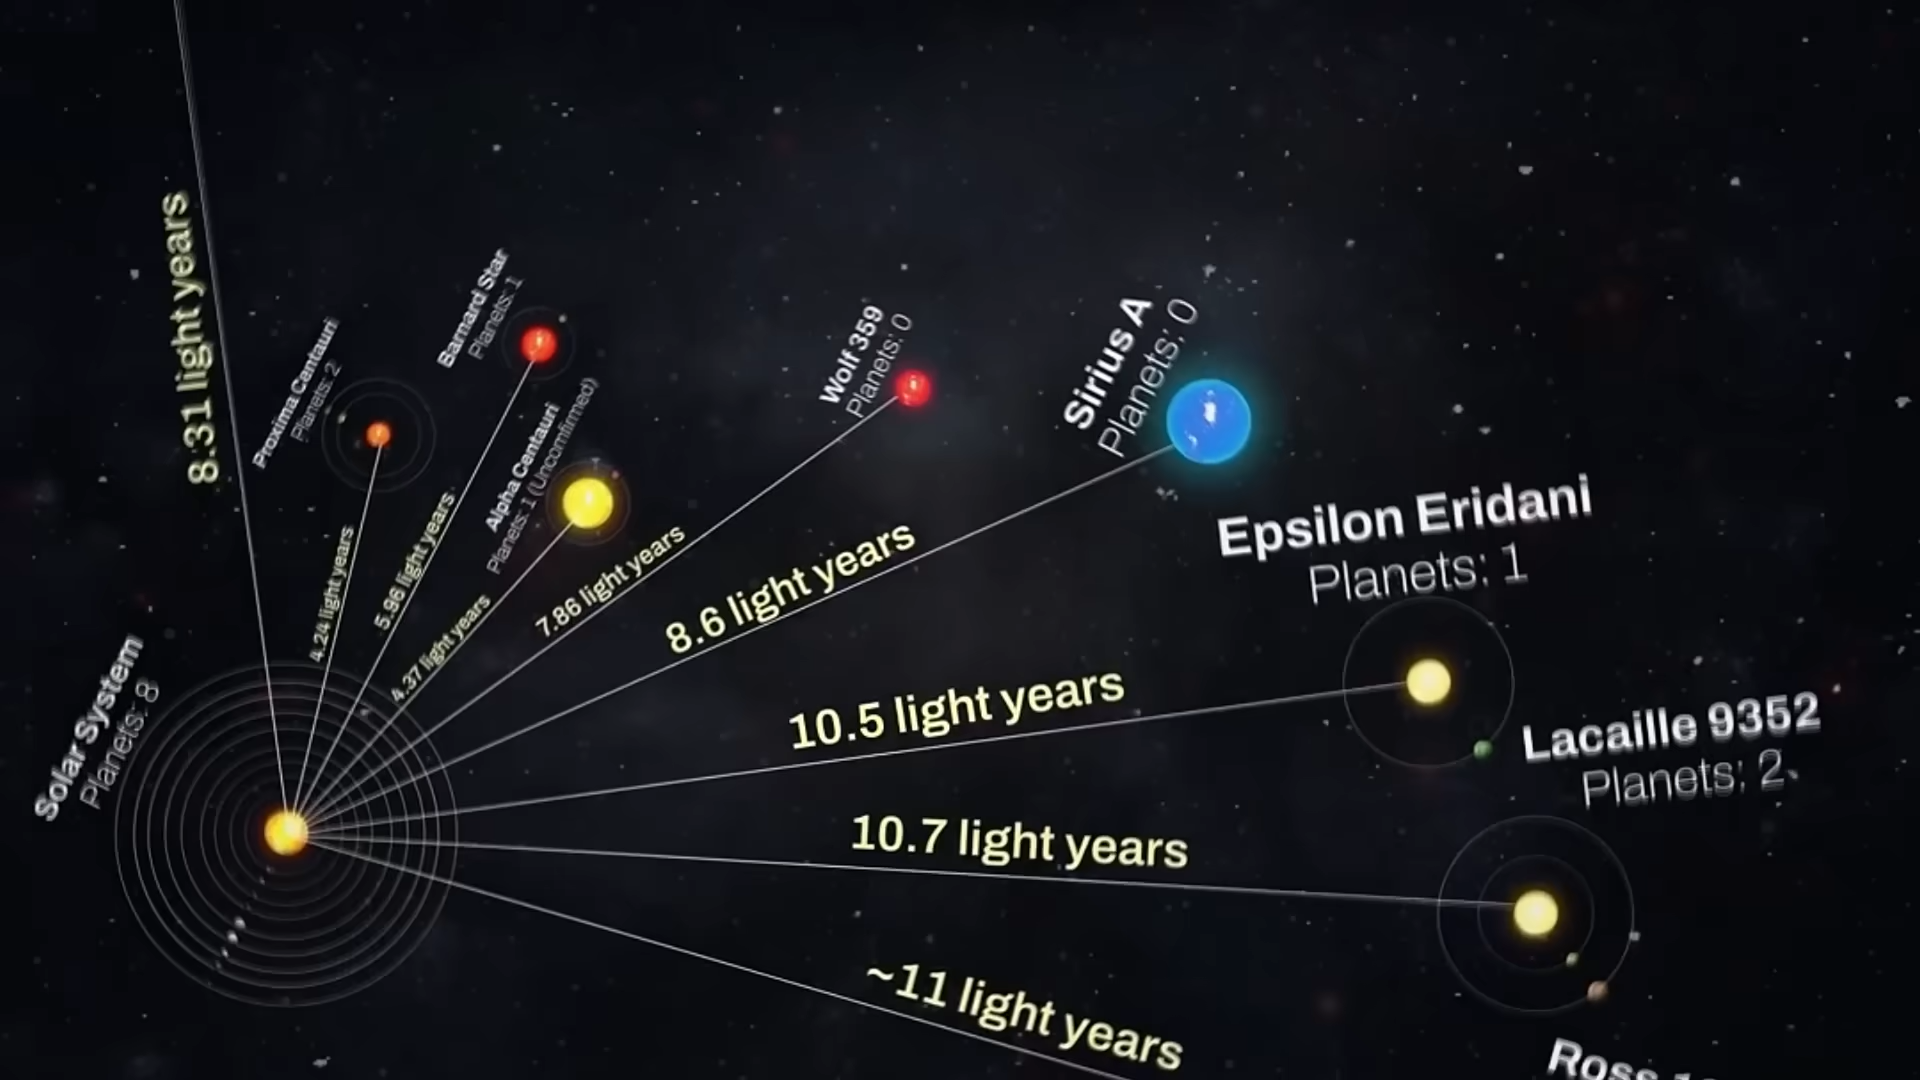 8.31 light years
Proxima Centauri
Planets: 2
4.24 light years
Barnard Star
Planets: 1
5.96 light years
Alpha Centauri
Planets: 1 (Unconfirmed)
4.37 light years
Wolf 359
Planets: 0
7.86 light years
Sirius A
Planets: 0
8.6 light years
Epsilon Eridani
Planets: 1
10.5 light years
Lacaille 9352
Planets: 2
10.7 light years
Solar System
Planets: 8
~11 light years
Ross